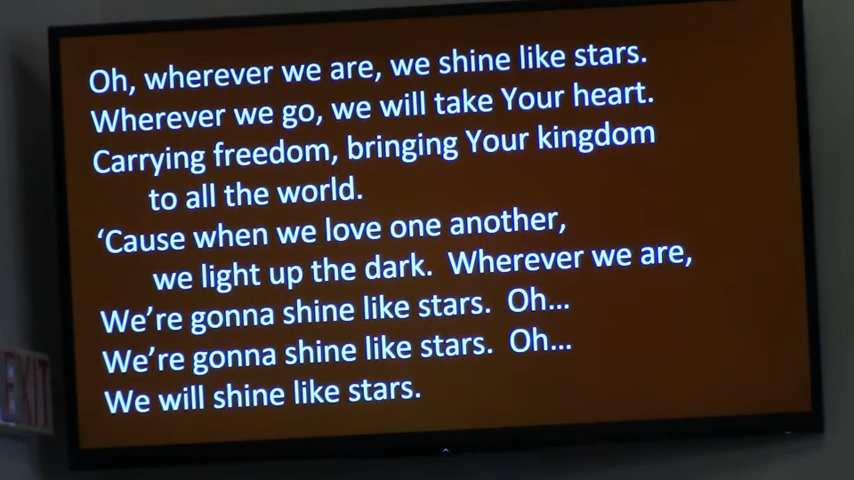 Oh, wherever we are, we shine like stars.
Wherever we go, we will take Your heart.
Carrying freedom, bringing Your kingdom
to all the world.
‘Cause when we love one another,
we light up the dark.  Wherever we are,
We’re gonna shine like stars.  Oh…
We’re gonna shine like stars.  Oh…
We will shine like stars.
EXIT